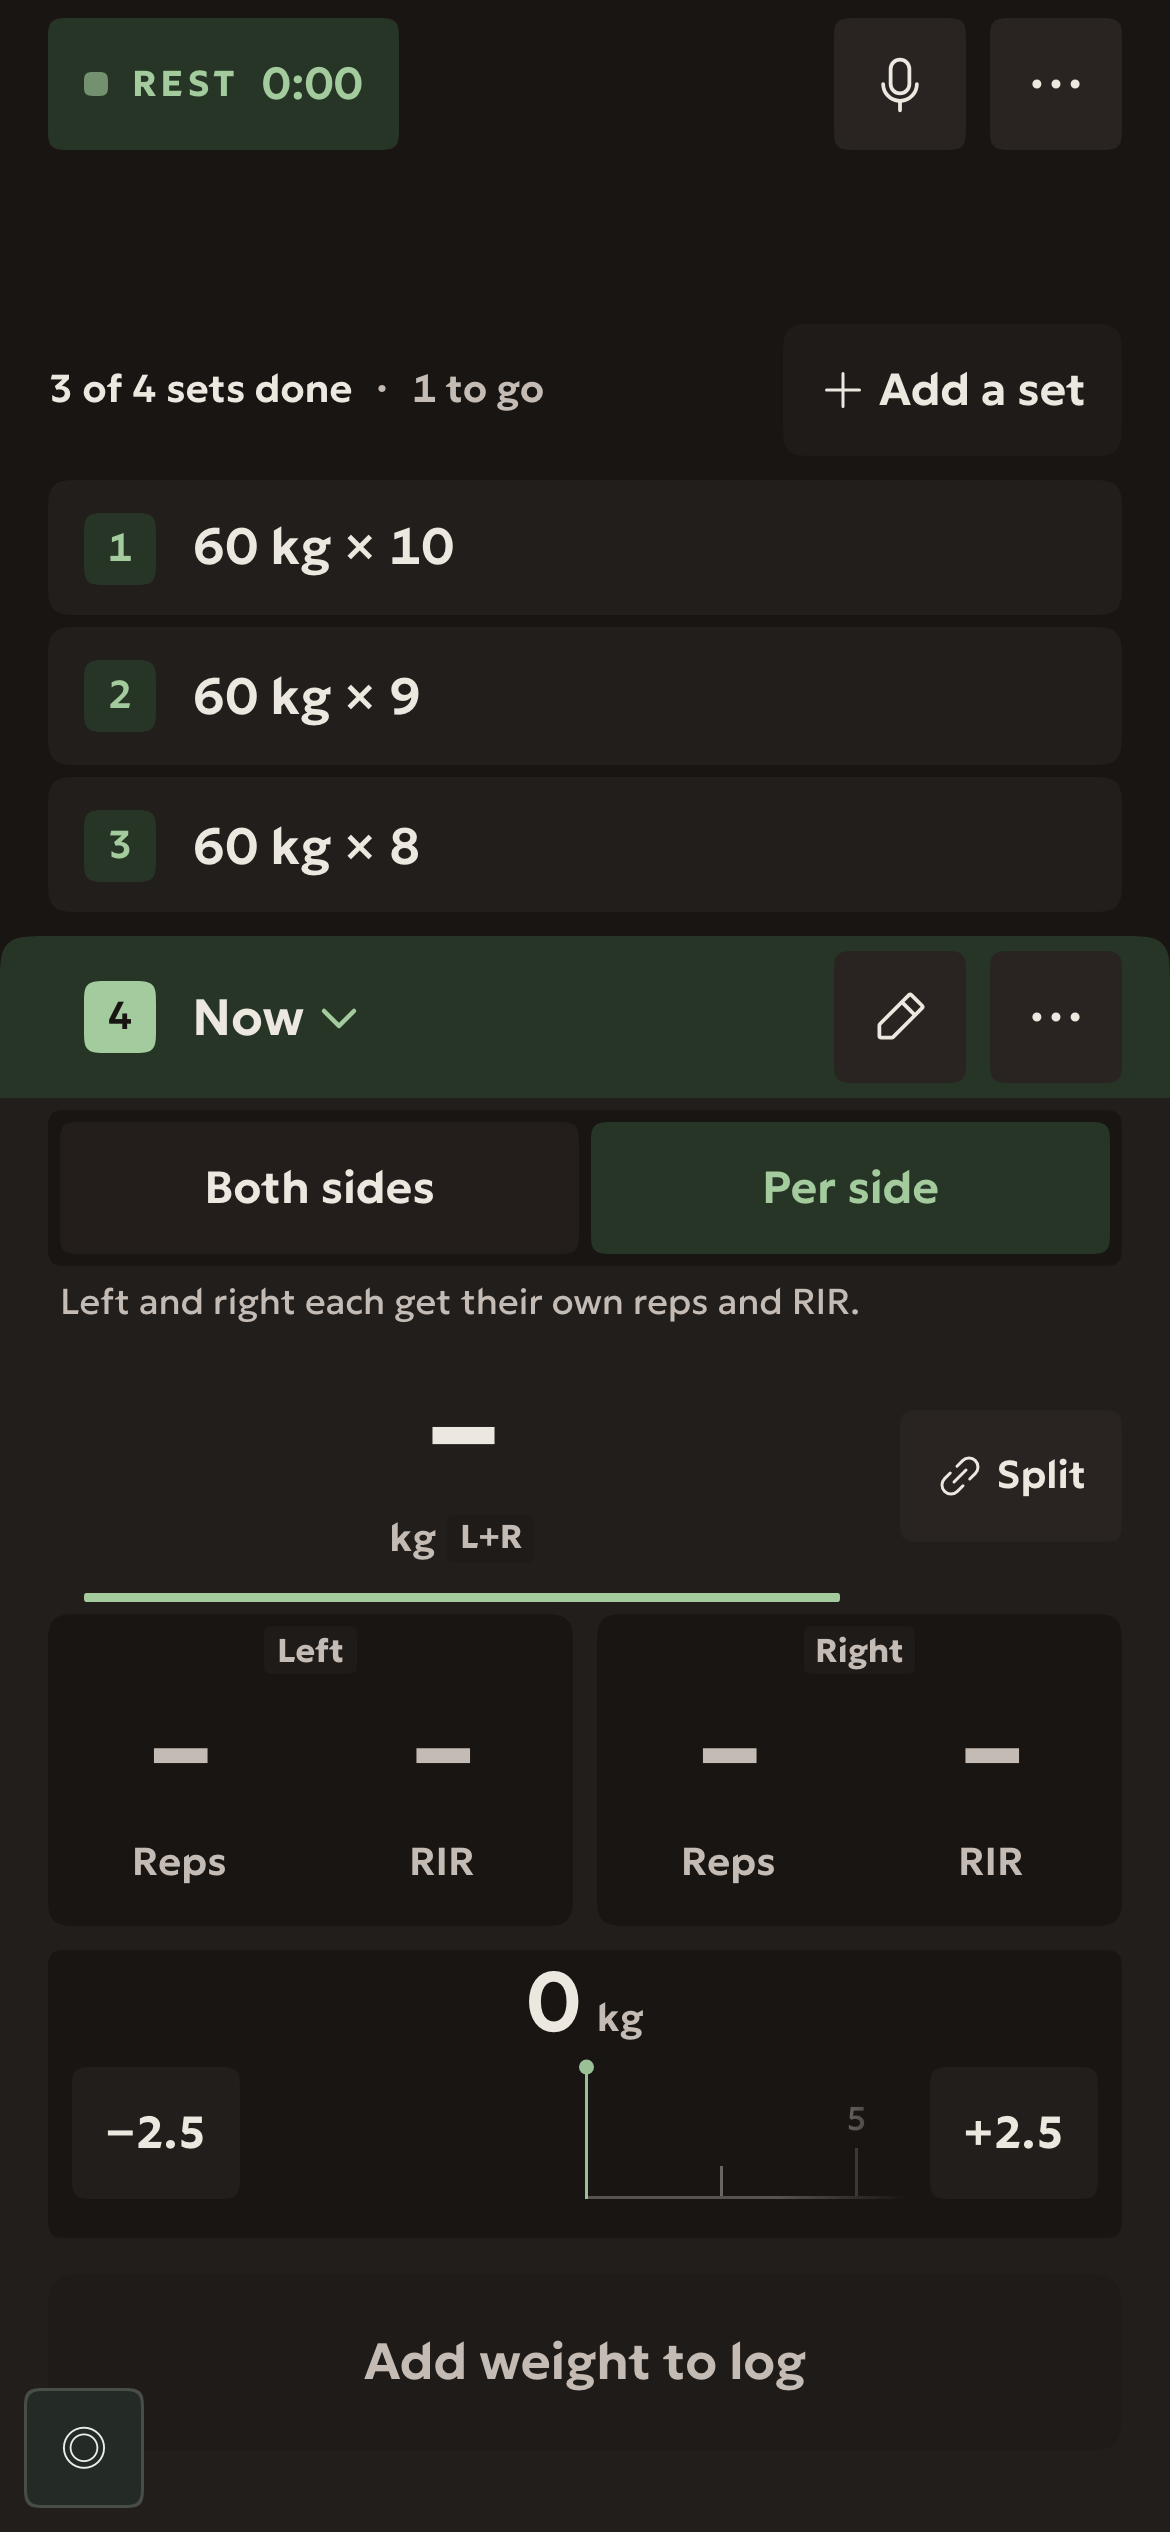 REST 0:00
3 of 4 sets done · 1 to go
+ Add a set
1 60 kg × 10
2 60 kg × 9
3 60 kg × 8
4 Now
Both sides Per side
Left and right each get their own reps and RIR.
–
kg L+R
Split
Left Right
– – – –
Reps RIR Reps RIR
0 kg
5
−2.5 +2.5
Add weight to log